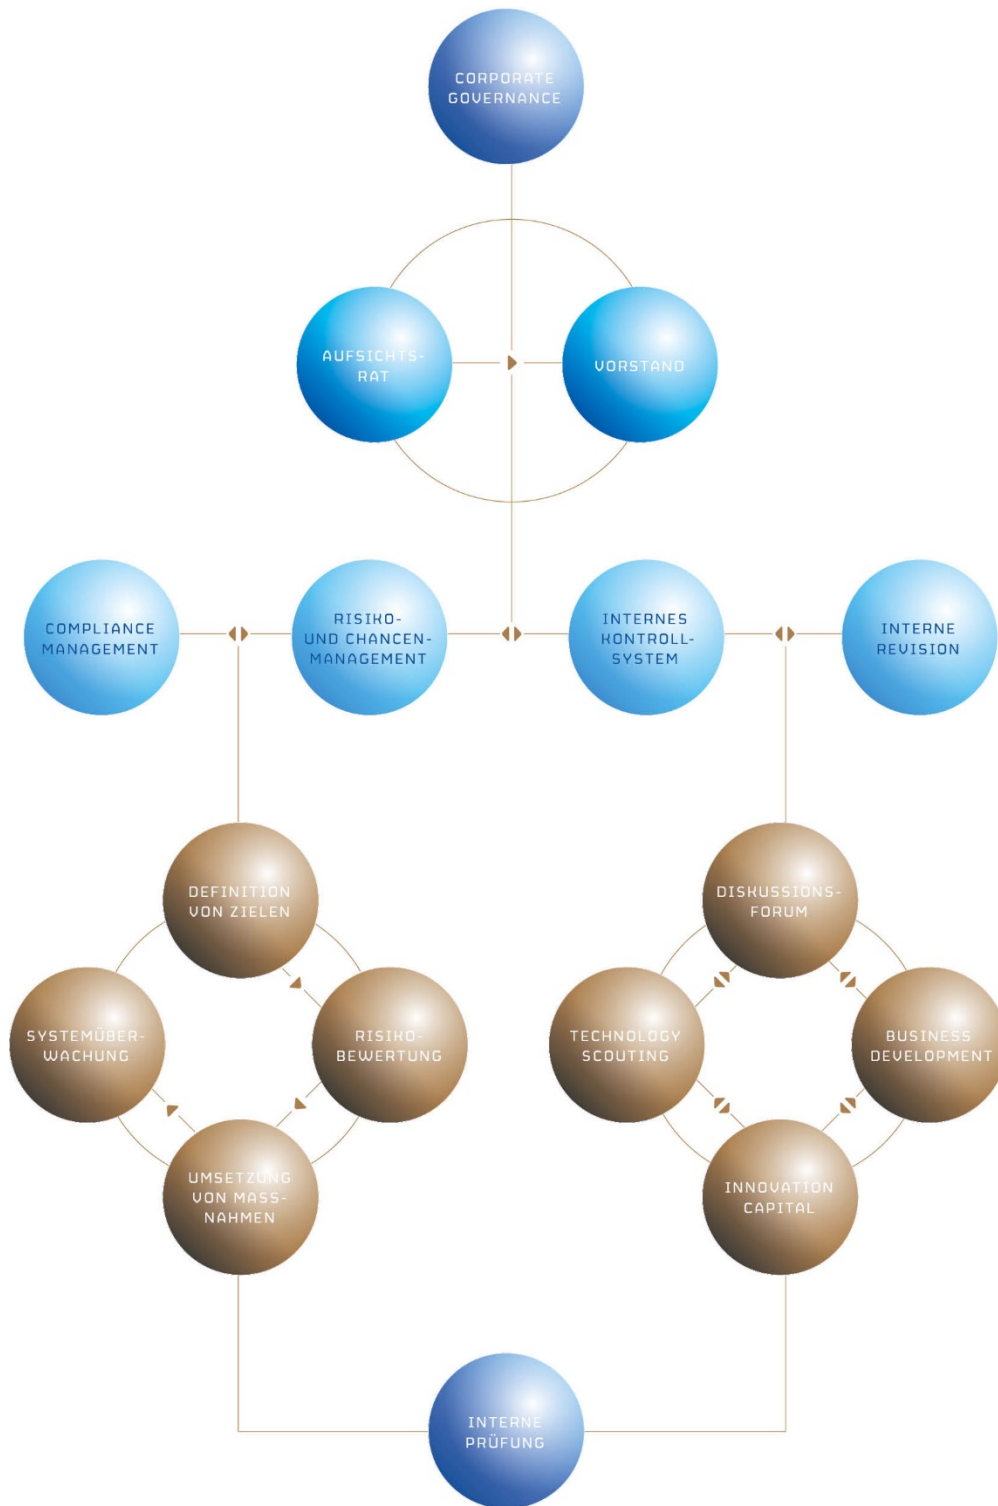 CORPORATE
GOVERNANCE
AUFSICHTS-
RAT
VORSTAND
COMPLIANCE
MANAGEMENT
RISIKO-
UND CHANCEN-
MANAGEMENT
INTERNES
KONTROLL-
SYSTEM
INTERNE
REVISION
DEFINITION
VON ZIELEN
DISKUSSIONS-
FORUM
SYSTEMÜBER-
WACHUNG
RISIKO-
BEWERTUNG
TECHNOLOGY
SCOUTING
BUSINESS
DEVELOPMENT
UMSETZUNG
VON MASS-
NAHMEN
INNOVATION
CAPITAL
INTERNE
PRÜFUNG